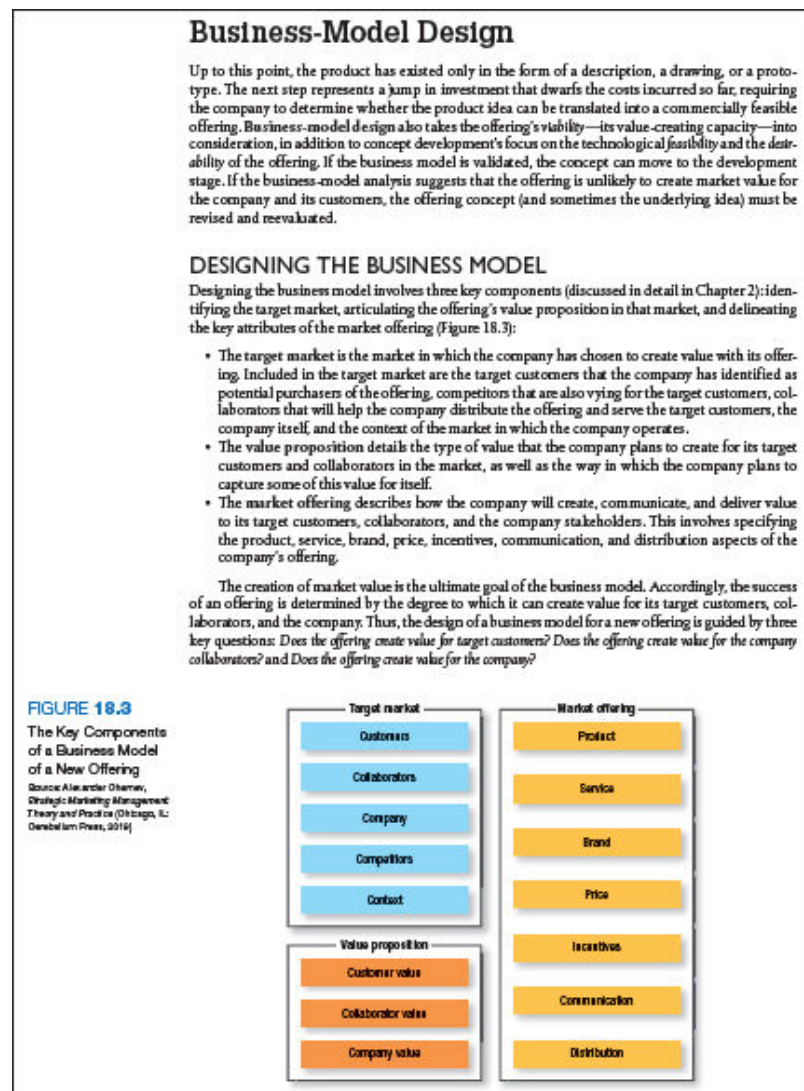 Business-Model Design
Up to this point, the product has existed only in the form of a description, a drawing, or a proto-
type. The next step represents a jump in investment that dwarfs the costs incurred so far, requiring
the company to determine whether the product idea can be translated into a commercially feasible
offering. Business-model design also takes the offering's viability—its value-creating capacity—into
consideration, in addition to concept development's focus on the technological feasibility and the desir-
ability of the offering. If the business model is validated, the concept can move to the development
stage. If the business-model analysis suggests that the offering is unlikely to create market value for
the company and its customers, the offering concept (and sometimes the underlying idea) must be
revised and reevaluated.
DESIGNING THE BUSINESS MODEL
Designing the business model involves three key components (discussed in detail in Chapter 2): iden-
tifying the target market, articulating the offering's value proposition in that market, and delineating
the key attributes of the market offering (Figure 18.3):
• The target market is the market in which the company has chosen to create value with its offer-
ing. Included in the target market are the target customers that the company has identified as
potential purchasers of the offering, competitors that are also vying for the target customers, col-
laborators that will help the company distribute the offering and serve the target customers, the
company itself, and the context of the market in which the company operates.
• The value proposition details the type of value that the company plans to create for its target
customers and collaborators in the market, as well as the way in which the company plans to
capture some of this value for itself.
• The market offering describes how the company will create, communicate, and deliver value
to its target customers, collaborators, and the company stakeholders. This involves specifying
the product, service, brand, price, incentives, communication, and distribution aspects of the
company's offering.
The creation of market value is the ultimate goal of the business model. Accordingly, the success
of an offering is determined by the degree to which it can create value for its target customers, col-
laborators, and the company. Thus, the design of a business model for a new offering is guided by three
key questions: Does the offering create value for target customers? Does the offering create value for the company
collaborators? and Does the offering create value for the company?
FIGURE 18.3
The Key Components
of a Business Model
of a New Offering
Source: Alexander Chernev,
Strategic Marketing Management:
Theory and Practice (Chicago, IL:
Cerebellum Press, 2019)
Target market
Customers
Collaborators
Company
Competitors
Context
Value proposition
Customer value
Collaborator value
Company value
Market offering
Product
Service
Brand
Price
Incentives
Communication
Distribution